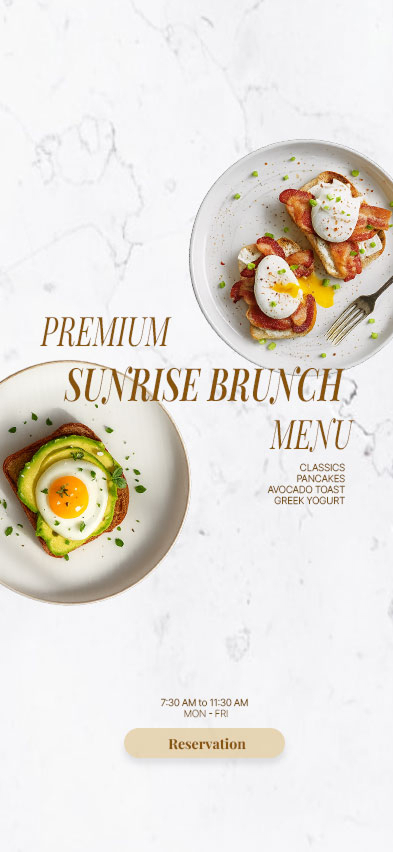 PREMIUM
SUNRISE BRUNCH
MENU
CLASSICS
PANCAKES
AVOCADO TOAST
GREEK YOGURT
7:30 AM to 11:30 AM
MON - FRI
Reservation